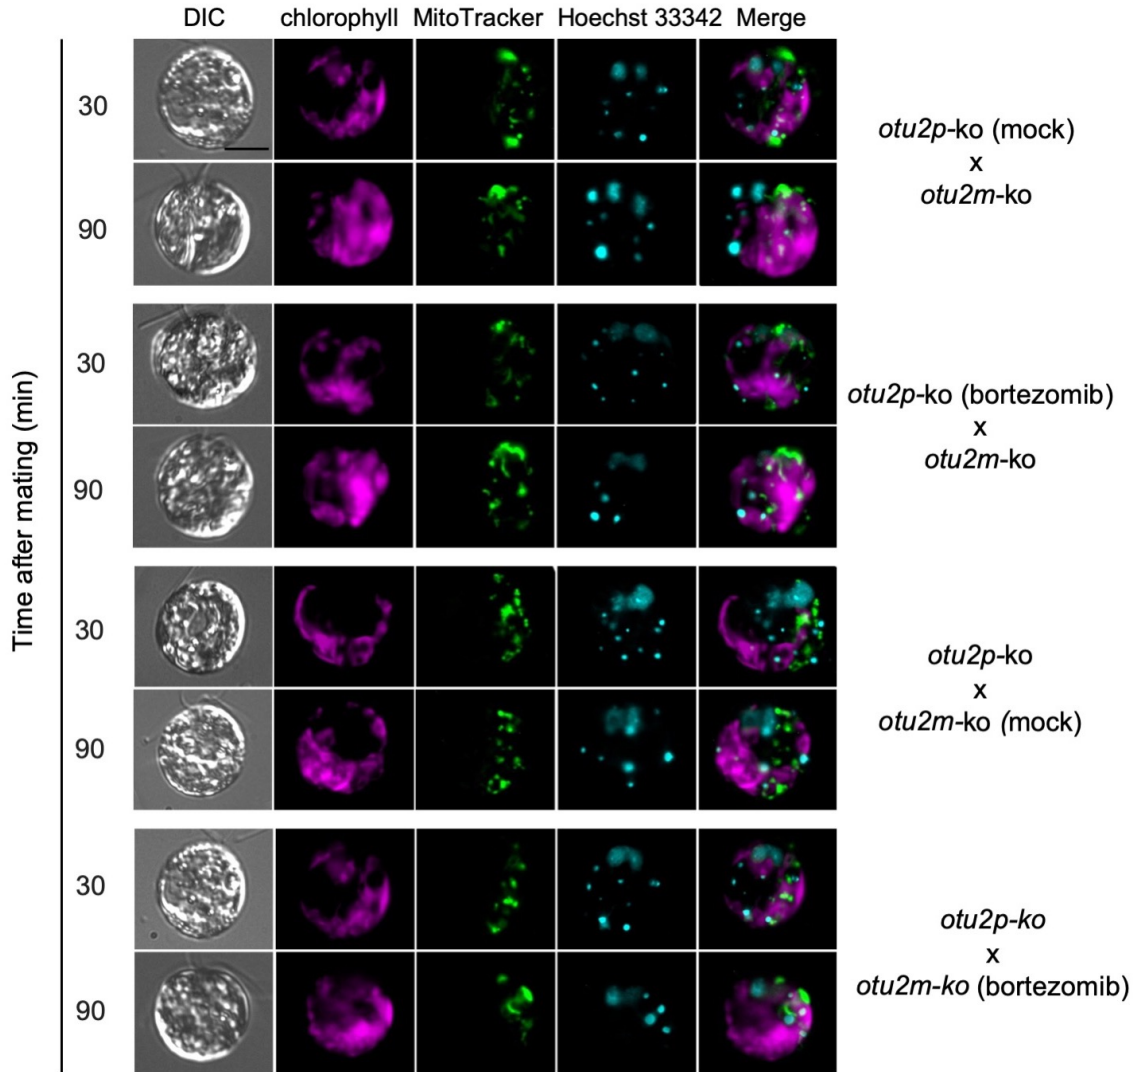 DIC chlorophyll MitoTracker Hoechst 33342 Merge
Time after mating (min)
30
90
otu2p-ko (mock)
x
otu2m-ko
30
90
otu2p-ko (bortezomib)
x
otu2m-ko
30
90
otu2p-ko
x
otu2m-ko (mock)
30
90
otu2p-ko
x
otu2m-ko (bortezomib)